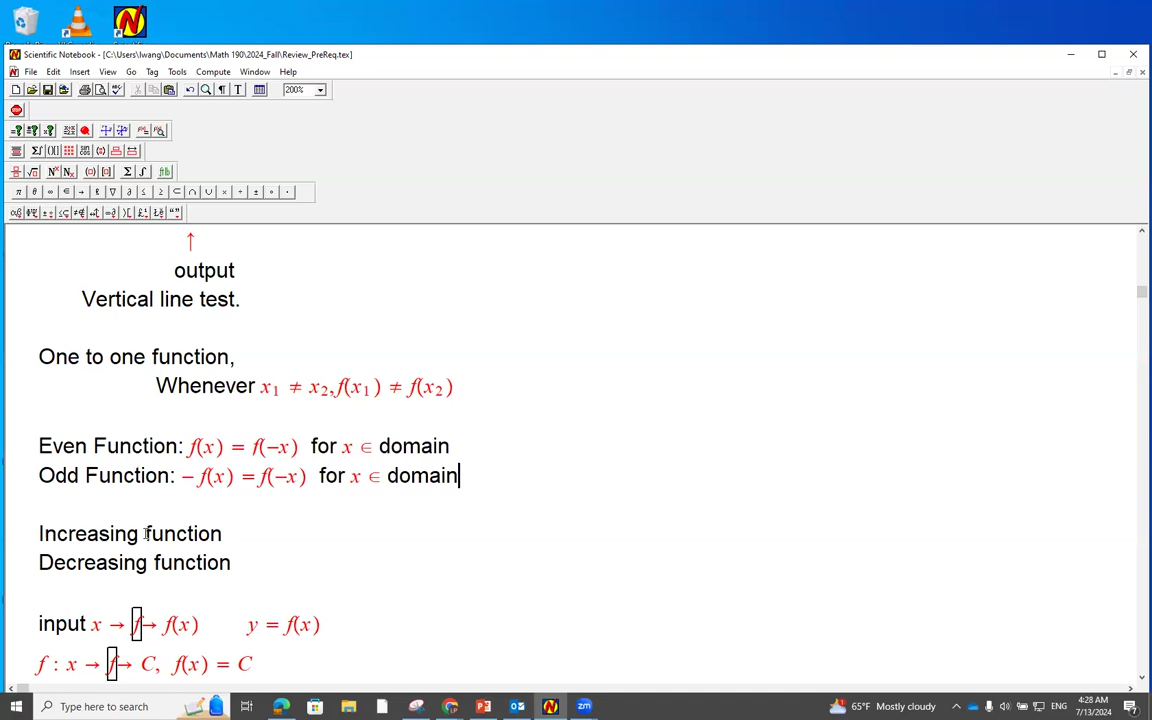 Scientific Notebook - [C:\Users\lwang\Documents\Math 190\2024_Fall\Review_PreReq.tex]
File Edit Insert View Go Tag Tools Compute Window Help
200%
↑
output
Vertical line test.
One to one function,
Whenever x₁ ≠ x₂, f(x₁) ≠ f(x₂)
Even Function: f(x) = f(−x) for x ∈ domain
Odd Function: − f(x) = f(−x) for x ∈ domain
Increasing function
Decreasing function
input x → f → f(x) y = f(x)
f : x → f → C, f(x) = C
Type here to search
65°F Mostly cloudy
ENG
4:28 AM
7/13/2024